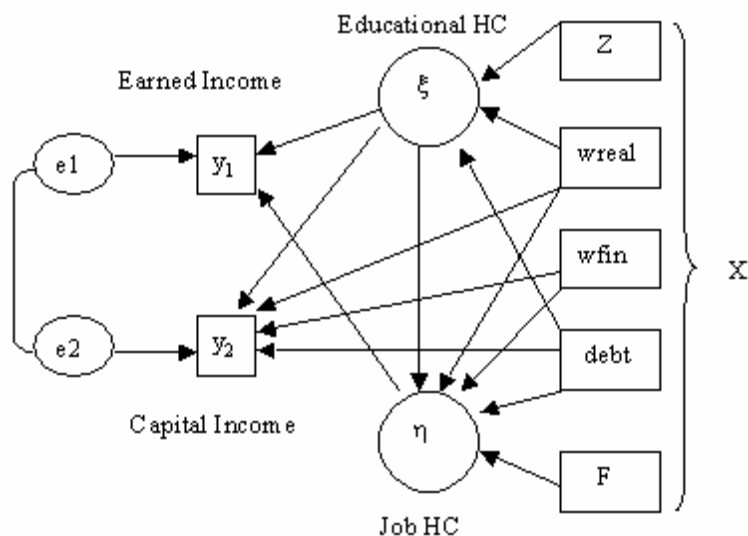 Educational HC
Z
ξ
Earned Income
e1
y₁
wreal
wfin
X
e2
y₂
debt
Capital Income
η
F
Job HC